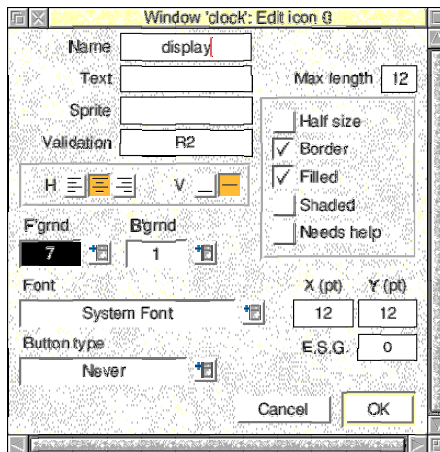 Window 'clock': Edit icon 0
Name display
Text Max length 12
Sprite
Validation R2
Half size
Border
Filled
Shaded
Needs help
H V
F'grnd B'grnd
7 1
Font X (pt) Y (pt)
System Font 12 12
Button type E.S.G. 0
Never
Cancel OK